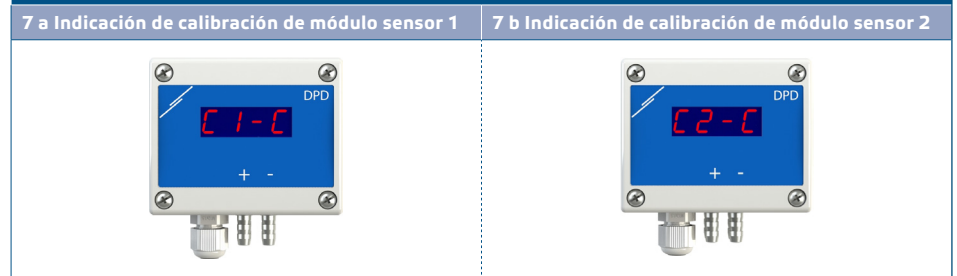 7 a Indicación de calibración de módulo sensor 1
7 b Indicación de calibración de módulo sensor 2
DPD
C1-C
+ -
DPD
C2-C
+ -